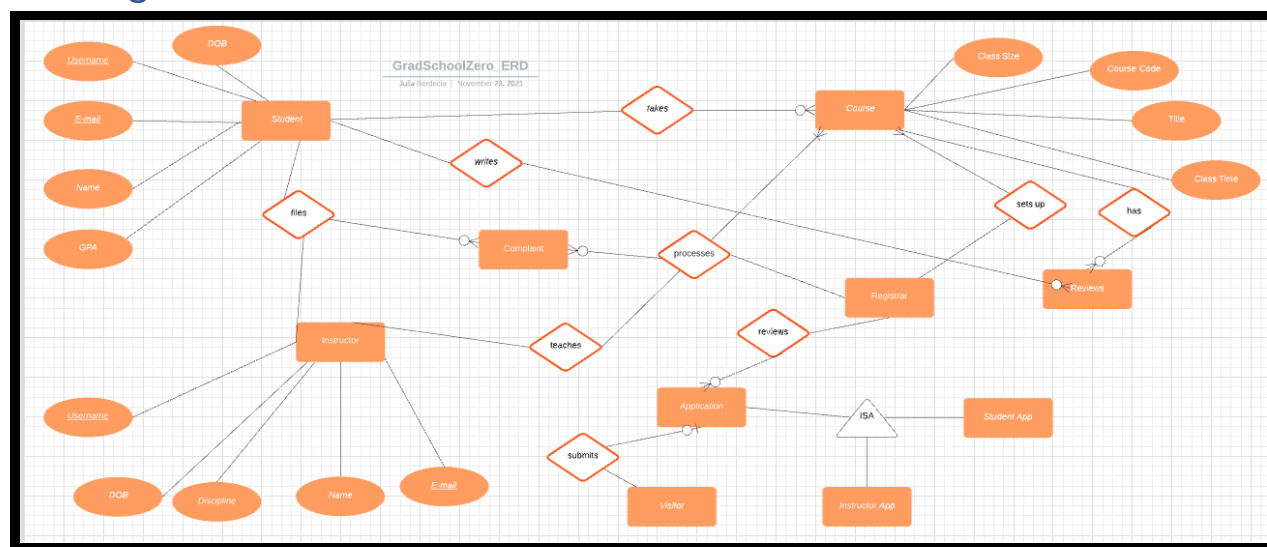 DOB
Username
GradSchoolZero_ERD
Julia Berdecia | November 23, 2021
Class Size
Course Code
E-mail
Student
takes
Course
Title
writes
Name
Class Time
files
sets up
has
GPA
Complaint
processes
Registrar
Reviews
Instructor
teaches
reviews
Username
Application
ISA
Student App
submits
DOB
Discipline
Name
E-mail
Visitor
Instructor App